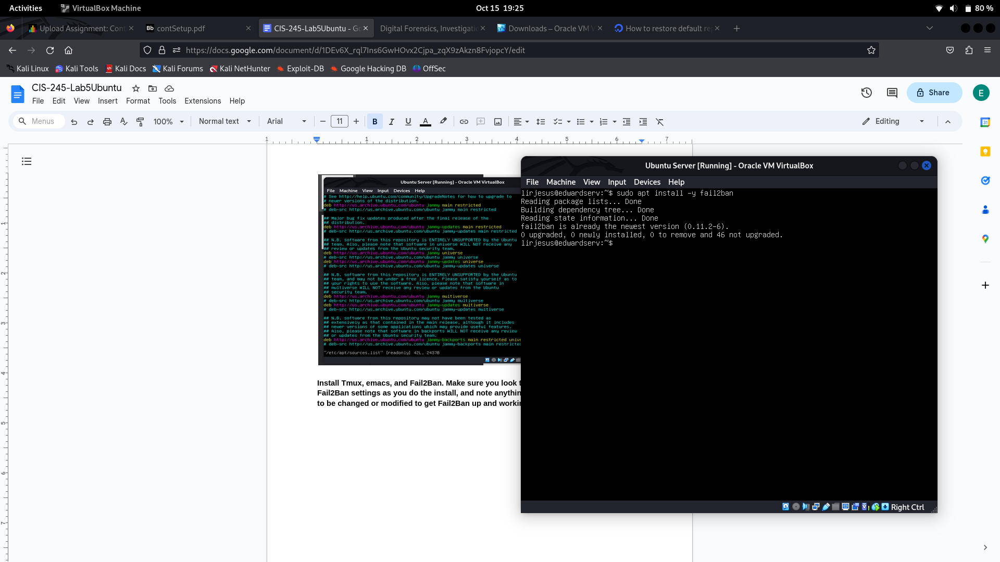 Activities
VirtualBox Machine
Oct 15 19:25
80 %
Upload Assignment: Cont
contSetup.pdf
CIS-245-Lab5Ubuntu - Go
Digital Forensics, Investigatio
Downloads – Oracle VM V
How to restore default re
https://docs.google.com/document/d/1DEv6X_rql7Ins6GwHOvx2Cjpa_zqX9zAkzn8FvjopcY/edit
Kali Linux
Kali Tools
Kali Docs
Kali Forums
Kali NetHunter
Exploit-DB
Google Hacking DB
OffSec
CIS-245-Lab5Ubuntu
File Edit View Insert Format Tools Extensions Help
Share
E
Menus
100%
Normal text
Arial
11
B
I
U
A
Editing
31
1 1 2 3 4 5 6 7
1
2
3
4
5
6
7
Ubuntu Server [Running] - Oracle VM VirtualBox
File Machine View Input Devices Help
# See http://help.ubuntu.com/community/UpgradeNotes for how to upgrade to
# newer versions of the distribution.
deb http://us.archive.ubuntu.com/ubuntu jammy main restricted
# deb-src http://us.archive.ubuntu.com/ubuntu jammy main restricted
## Major bug fix updates produced after the final release of the
## distribution.
deb http://us.archive.ubuntu.com/ubuntu jammy-updates main restricted
# deb-src http://us.archive.ubuntu.com/ubuntu jammy-updates main restricted
## N.B. software from this repository is ENTIRELY UNSUPPORTED by the Ubuntu
## team. Also, please note that software in universe WILL NOT receive any
## review or updates from the Ubuntu security team.
deb http://us.archive.ubuntu.com/ubuntu jammy universe
# deb-src http://us.archive.ubuntu.com/ubuntu jammy universe
deb http://us.archive.ubuntu.com/ubuntu jammy-updates universe
# deb-src http://us.archive.ubuntu.com/ubuntu jammy-updates universe
## N.B. software from this repository is ENTIRELY UNSUPPORTED by the Ubuntu
## team, and may not be under a free licence. Please satisfy yourself as to
## your rights to use the software. Also, please note that software in
## multiverse WILL NOT receive any review or updates from the Ubuntu
## security team.
deb http://us.archive.ubuntu.com/ubuntu jammy multiverse
# deb-src http://us.archive.ubuntu.com/ubuntu jammy multiverse
deb http://us.archive.ubuntu.com/ubuntu jammy-updates multiverse
# deb-src http://us.archive.ubuntu.com/ubuntu jammy-updates multiverse
## N.B. software from this repository may not have been tested as
## extensively as that contained in the main release, although it includes
## newer versions of some applications which may provide useful features.
## Also, please note that software in backports WILL NOT receive any review
## or updates from the Ubuntu security team.
deb http://us.archive.ubuntu.com/ubuntu jammy-backports main restricted unive
# deb-src http://us.archive.ubuntu.com/ubuntu jammy-backports main restricted
"/etc/apt/sources.list" [readonly] 42L, 2437B
Install Tmux, emacs, and Fail2Ban. Make sure you look t
Fail2Ban settings as you do the install, and note anythin
to be changed or modified to get Fail2Ban up and workin
Ubuntu Server [Running] - Oracle VM VirtualBox
File Machine View Input Devices Help
lirjesus@edwardserv:~$ sudo apt install -y fail2ban
Reading package lists... Done
Building dependency tree... Done
Reading state information... Done
fail2ban is already the newest version (0.11.2-6).
0 upgraded, 0 newly installed, 0 to remove and 46 not upgraded.
lirjesus@edwardserv:~$
Right Ctrl